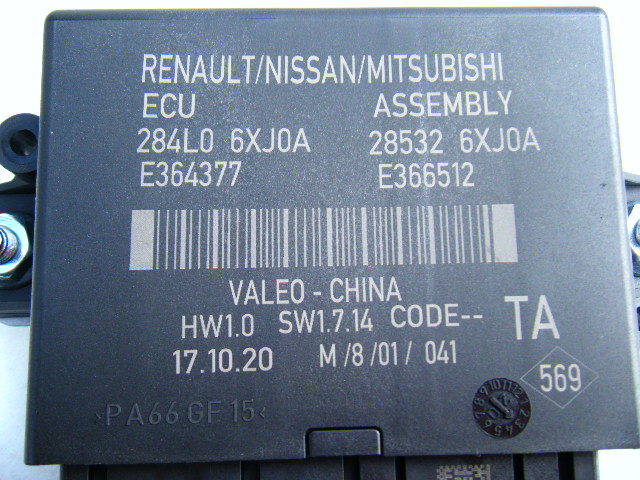 RENAULT/NISSAN/MITSUBISHI
ECU ASSEMBLY
284L0 6XJ0A 28532 6XJ0A
E364377 E366512
VALEO - CHINA
HW1.0 SW1.7.14 CODE-- TA
17.10.20 M/8/01/ 041
569
>PA66 GF15<